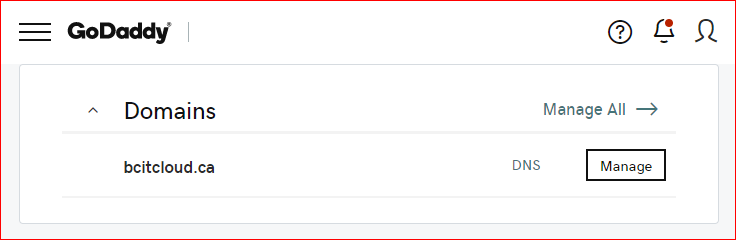 GoDaddy®
Domains
Manage All
bcitcloud.ca
DNS
Manage